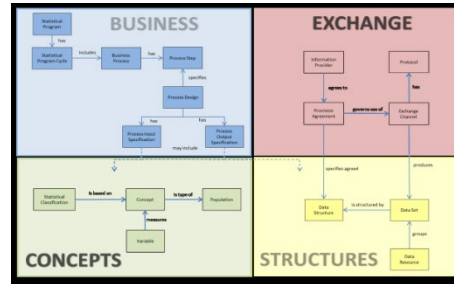 BUSINESS
Statistical
Program
has
Statistical
Program Cycle
includes
Business
Process
has
Process Step
specifies
Process Design
has
has
Process Input
Specification
Process
Output
Specification
may include
EXCHANGE
Information
Provider
Protocol
agrees to
has
Provision
Agreement
governs use of
Exchange
Channel
specifies agreed
produces
CONCEPTS
Statistical
Classification
is based on
Concept
is type of
Population
measures
Variable
STRUCTURES
Data
Structure
is structured by
Data Set
groups
Data
Resource